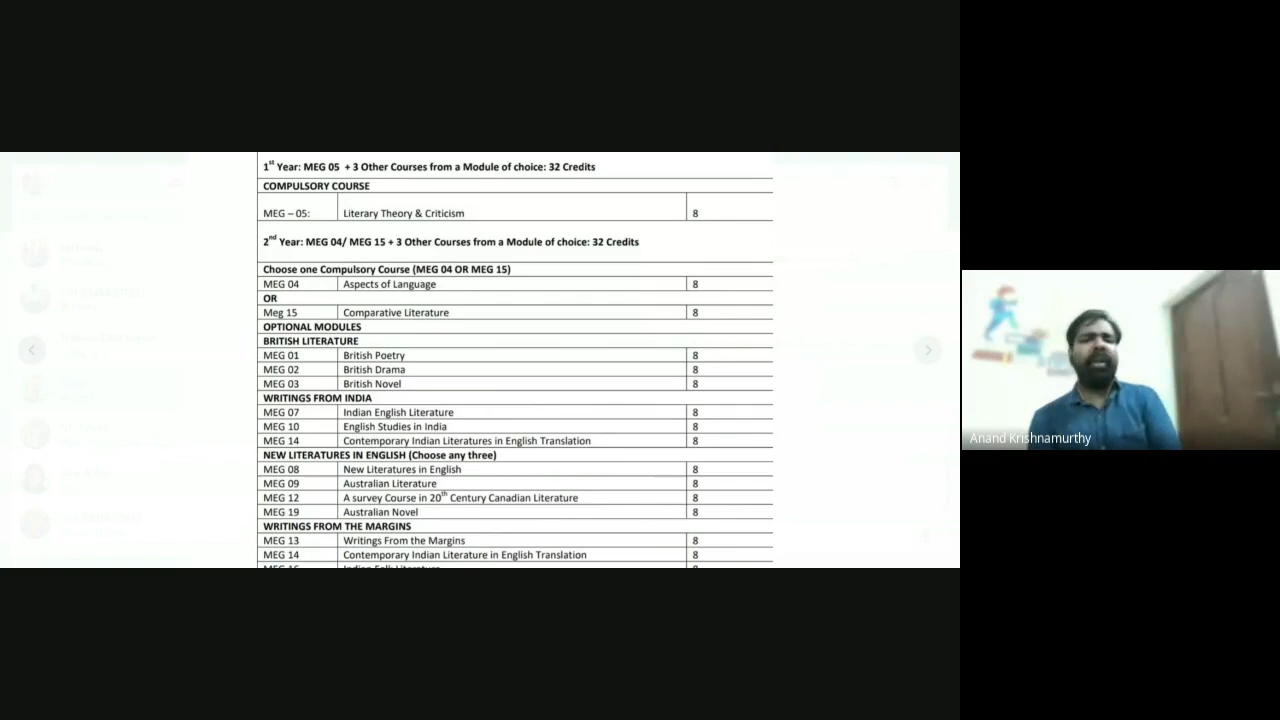 1st Year: MEG 05 + 3 Other Courses from a Module of choice: 32 Credits
COMPULSORY COURSE
MEG – 05: Literary Theory & Criticism 8
2nd Year: MEG 04/ MEG 15 + 3 Other Courses from a Module of choice: 32 Credits
Choose one Compulsory Course (MEG 04 OR MEG 15)
MEG 04 Aspects of Language 8
OR
Meg 15 Comparative Literature 8
OPTIONAL MODULES
BRITISH LITERATURE
MEG 01 British Poetry 8
MEG 02 British Drama 8
MEG 03 British Novel 8
WRITINGS FROM INDIA
MEG 07 Indian English Literature 8
MEG 10 English Studies in India 8
MEG 14 Contemporary Indian Literatures in English Translation 8
NEW LITERATURES IN ENGLISH (Choose any three)
MEG 08 New Literatures in English 8
MEG 09 Australian Literature 8
MEG 12 A survey Course in 20th Century Canadian Literature 8
MEG 19 Australian Novel 8
WRITINGS FROM THE MARGINS
MEG 13 Writings From the Margins 8
MEG 14 Contemporary Indian Literature in English Translation 8
Anand Krishnamurthy